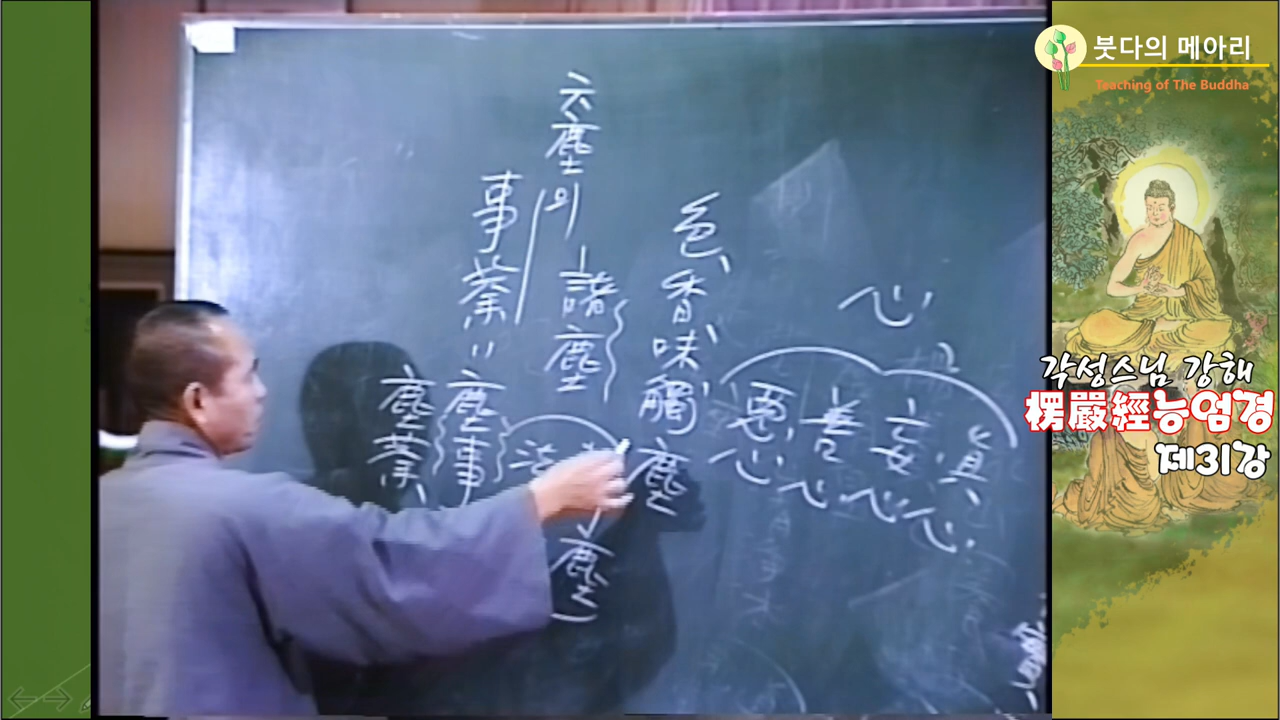 붓다의 메아리
Teaching of The Buddha
각성스님 강해
楞嚴經능엄경
제31강
心
眞心
妄心
善心
惡心
色、香、味、觸、塵
六塵의 諸塵
事業 = 塵事
塵業
法
塵